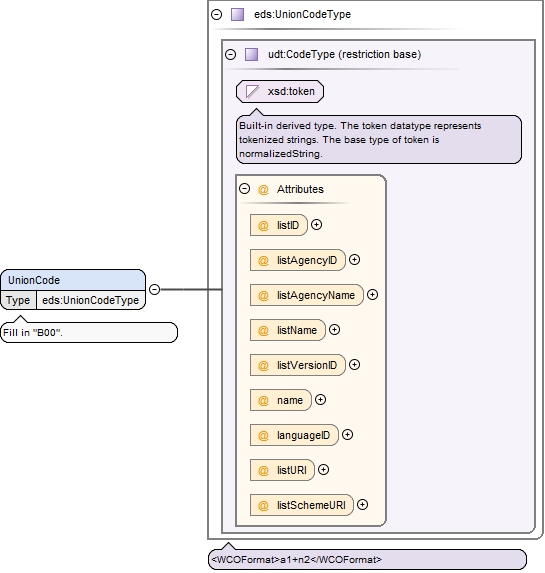 eds:UnionCodeType
udt:CodeType (restriction base)
xsd:token
Built-in derived type. The token datatype represents
tokenized strings. The base type of token is
normalizedString.
@ Attributes
@ listID
@ listAgencyID
@ listAgencyName
@ listName
@ listVersionID
@ name
@ languageID
@ listURI
@ listSchemeURI
UnionCode
Type eds:UnionCodeType
Fill in "B00".
<WCOFormat>a1+n2</WCOFormat>